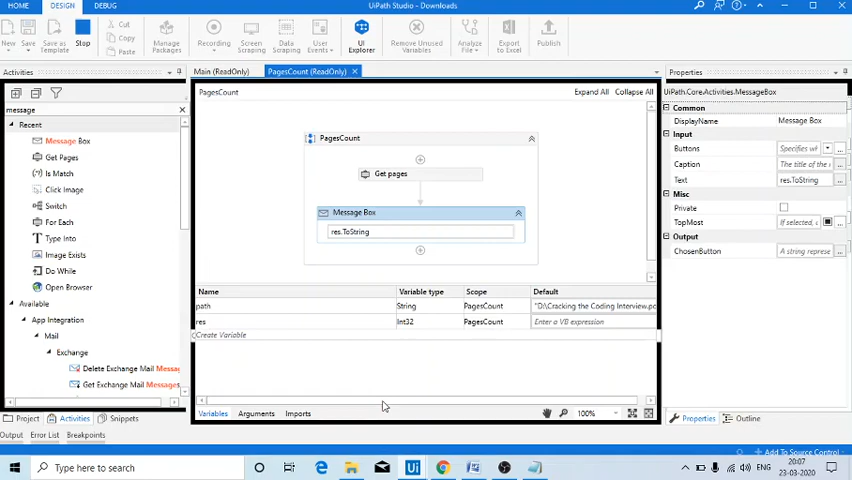 HOME DESIGN DEBUG UiPath Studio - Downloads
New Save Save as Template Stop Cut Copy Paste Manage Packages Recording Screen Scraping Data Scraping User Events UI Explorer Remove Unused Variables Analyze File Export to Excel Publish
Activities
message
Recent
Message Box
Get Pages
Is Match
Click Image
Switch
For Each
Type Into
Image Exists
Do While
Open Browser
Available
App Integration
Mail
Exchange
Delete Exchange Mail
Get Exchange Mail Messages
Project Activities Snippets
Main (ReadOnly) PagesCount (ReadOnly)
PagesCount Expand All Collapse All
PagesCount
Get pages
Message Box
res.ToString
Name Variable type Scope Default
path String PagesCount "D:\Cracking the Coding Interview.
res Int32 PagesCount Enter a VB expression
Create Variable
Variables Arguments Imports 100%
Properties
UiPath.Core.Activities.MessageBox
Common
DisplayName Message Box
Input
Buttons Specifies
Caption The title of the
Text res.ToString
Misc
Private
TopMost If selected,
Output
ChosenButton A string
Properties Outline
Output Error List Breakpoints
Add To Source Control
Type here to search ENG 20:07
23-03-2020